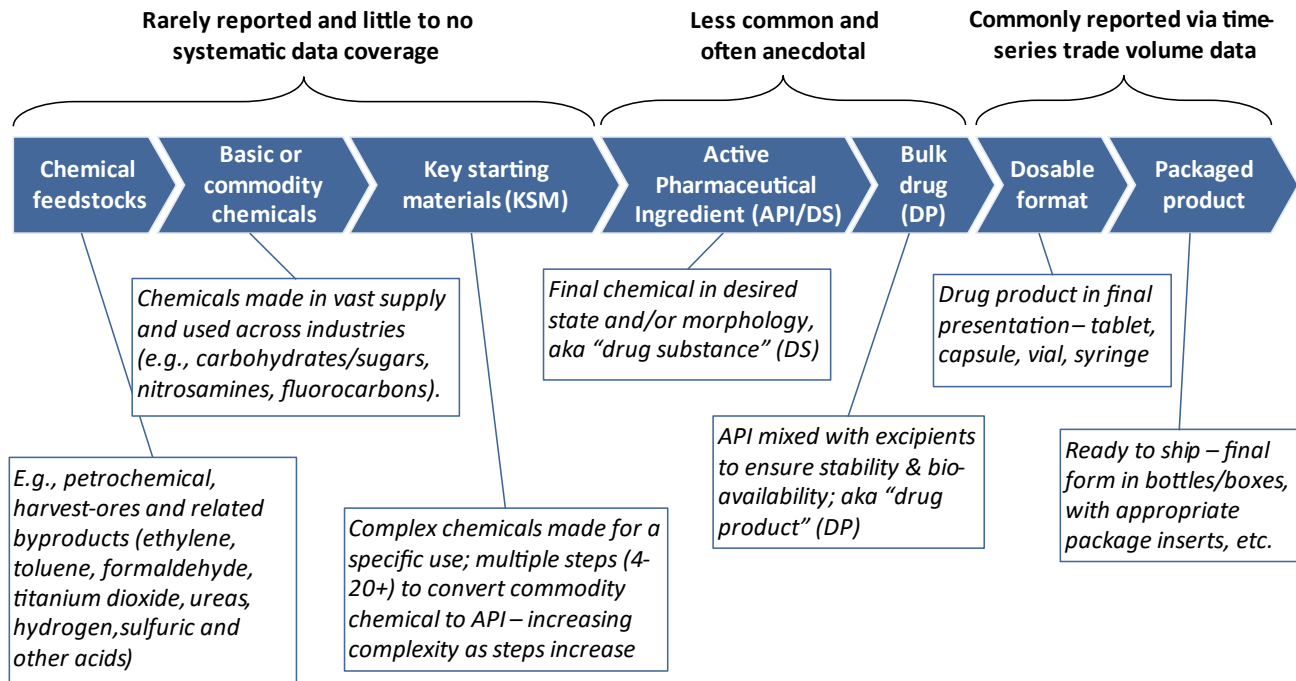 Rarely reported and little to no
systematic data coverage
Less common and
often anecdotal
Commonly reported via time-
series trade volume data
Chemical
feedstocks
Basic or
commodity
chemicals
Key starting
materials (KSM)
Active
Pharmaceutical
Ingredient (API/DS)
Bulk
drug
(DP)
Dosable
format
Packaged
product
Chemicals made in vast supply
and used across industries
(e.g., carbohydrates/sugars,
nitrosamines, fluorocarbons).
Final chemical in desired
state and/or morphology,
aka “drug substance” (DS)
Drug product in final
presentation – tablet,
capsule, vial, syringe
E.g., petrochemical,
harvest-ores and related
byproducts (ethylene,
toluene, formaldehyde,
titanium dioxide, ureas,
hydrogen,sulfuric and
other acids)
Complex chemicals made for a
specific use; multiple steps (4-
20+) to convert commodity
chemical to API – increasing
complexity as steps increase
API mixed with excipients
to ensure stability & bio-
availability; aka “drug
product” (DP)
Ready to ship – final
form in bottles/boxes,
with appropriate
package inserts, etc.